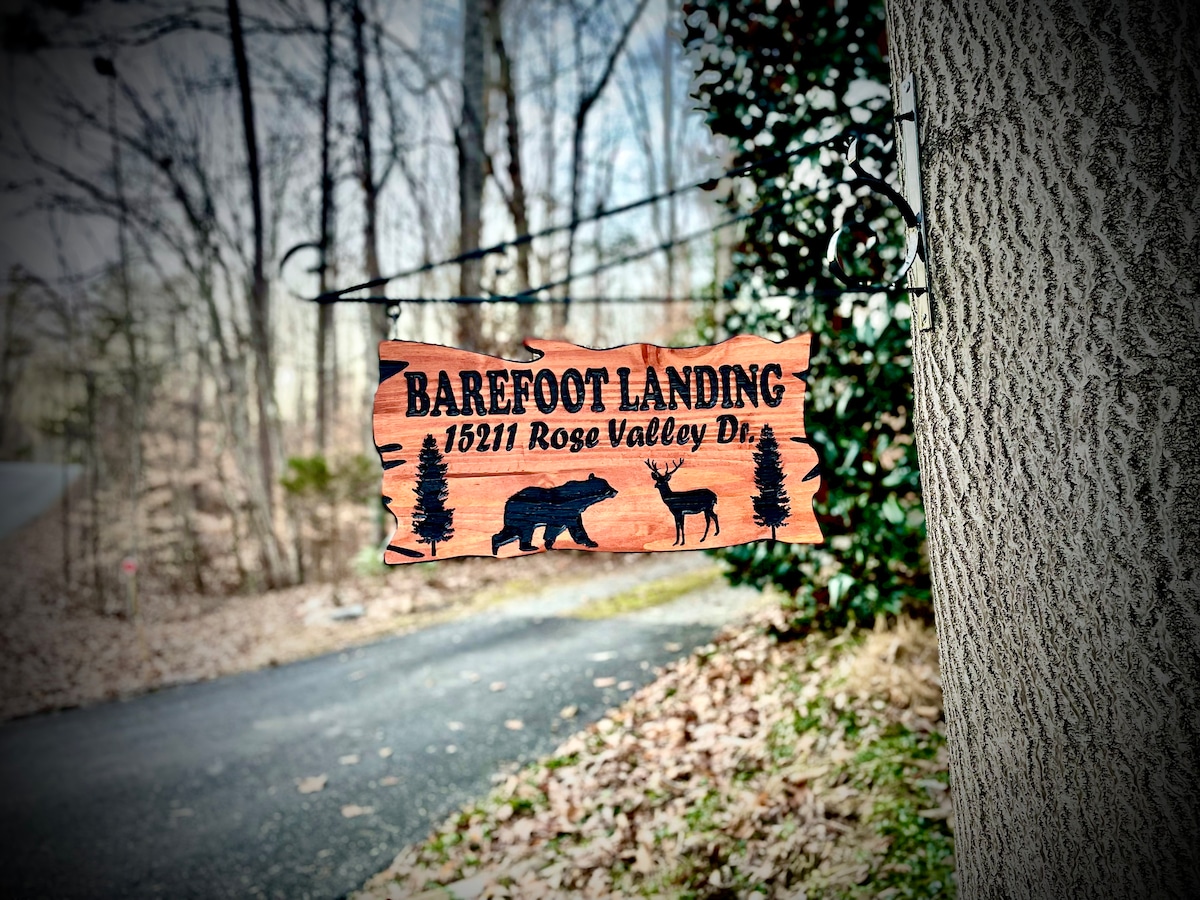 BAREFOOT LANDING
15211 Rose Valley Dr.